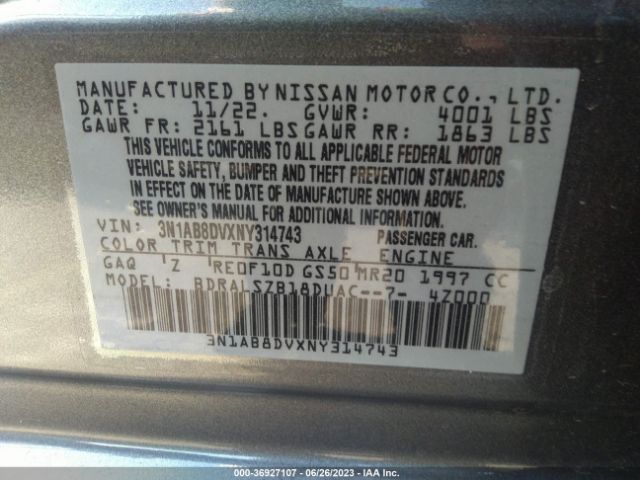 MANUFACTURED BY NISSAN MOTOR CO., LTD.
DATE: 11/22. GVWR: 4001 LBS
GAWR FR: 2161 LBS GAWR RR: 1863 LBS
THIS VEHICLE CONFORMS TO ALL APPLICABLE FEDERAL MOTOR
VEHICLE SAFETY, BUMPER AND THEFT PREVENTION STANDARDS
IN EFFECT ON THE DATE OF MANUFACTURE SHOWN ABOVE.
SEE OWNER'S MANUAL FOR ADDITIONAL INFORMATION.
VIN: 3N1AB8DVXNY314743 PASSENGER CAR.
COLOR TRIM TRANS AXLE ENGINE
GAQ Z RE0F10D GS50 MR20 1997 CC
MODEL: BDRALSZB18DUAC--7- 4Z000
3N1AB8DVXNY314743
Stock: 36927107 / 06/26/2023 / IAA Inc.